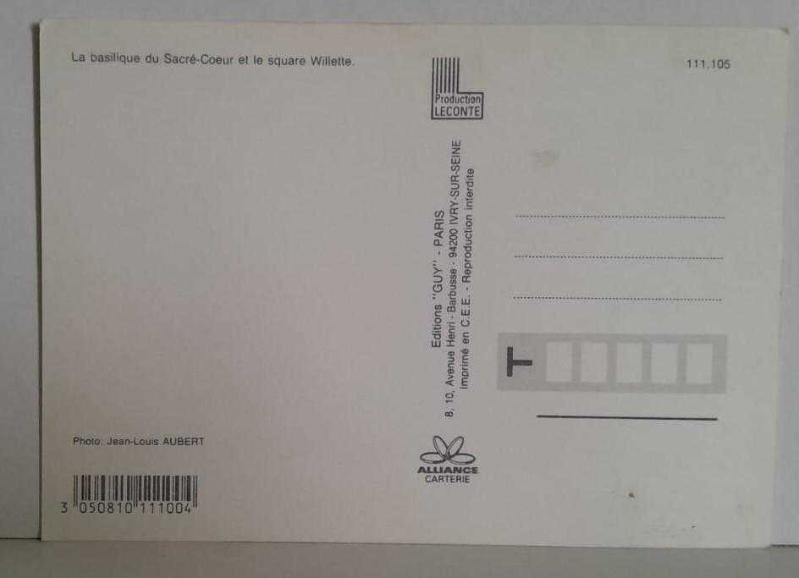 La basilique du Sacré-Coeur et le square Willette.
111.105
Production
LECONTE
Editions "GUY" - PARIS
8, 10, Avenue Henri - Barbusse - 94200 IVRY-SUR-SEINE
Imprimé en C.E.E. - Reproduction interdite
Photo: Jean-Louis AUBERT
3 050810 111004
ALLIANCE
CARTERIE